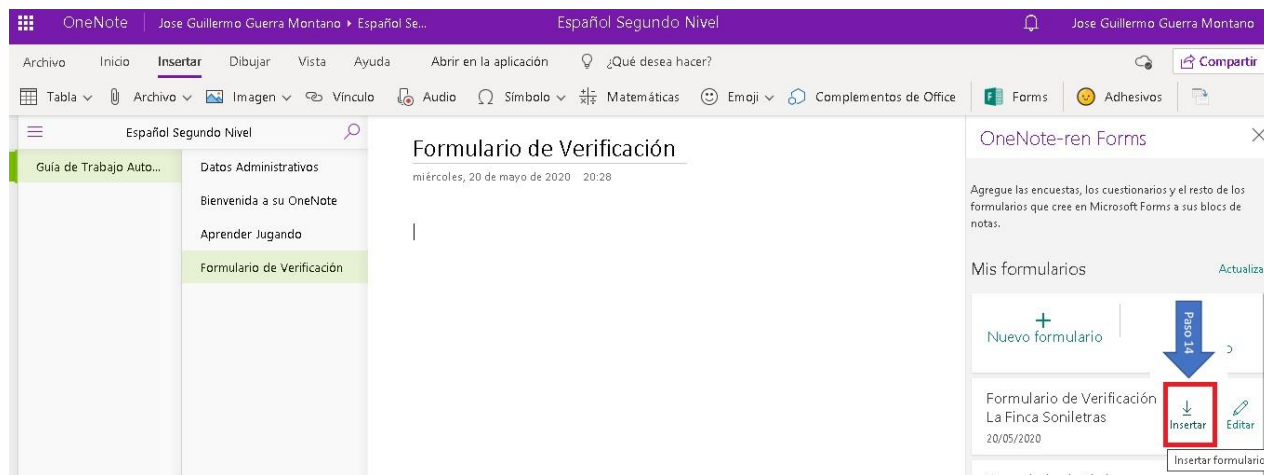 OneNote Jose Guillermo Guerra Montano ▸ Español Se... Español Segundo Nivel Jose Guillermo Guerra Montano
Archivo Inicio Insertar Dibujar Vista Ayuda Abrir en la aplicación ¿Qué desea hacer? Compartir
Tabla Archivo Imagen Vínculo Audio Símbolo Matemáticas Emoji Complementos de Office Forms Adhesivos
Español Segundo Nivel
Guía de Trabajo Auto...
Datos Administrativos
Bienvenida a su OneNote
Aprender Jugando
Formulario de Verificación
Formulario de Verificación
miércoles, 20 de mayo de 2020 20:28
OneNote-ren Forms
Agregue las encuestas, los cuestionarios y el resto de los
formularios que cree en Microsoft Forms a sus blocs de
notas.
Mis formularios Actualiza
Nuevo formulario
Paso 14
Formulario de Verificación
La Finca Soniletras
20/05/2020
Insertar Editar
Insertar formulario